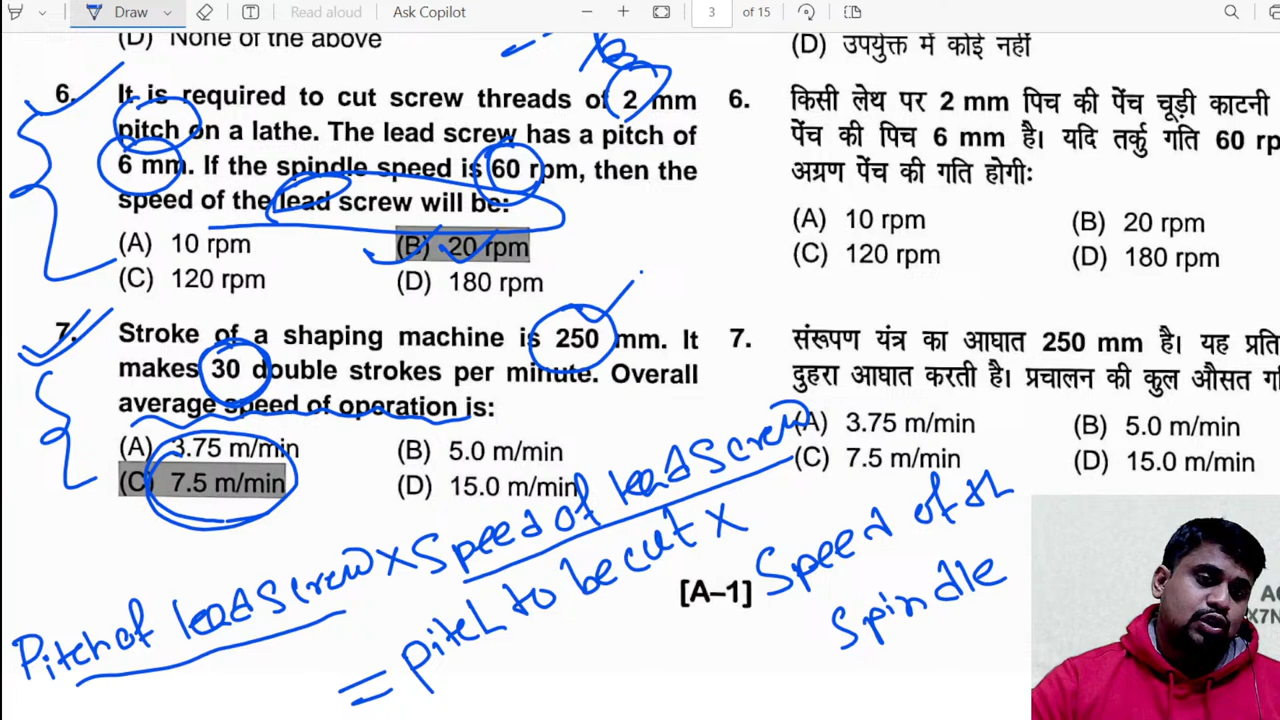 Draw
Read aloud
Ask Copilot
3
of 15
(D) None of the above
6. It is required to cut screw threads of 2 mm
pitch on a lathe. The lead screw has a pitch of
6 mm. If the spindle speed is 60 rpm, then the
speed of the lead screw will be:
(A) 10 rpm (B) 20 rpm
(C) 120 rpm (D) 180 rpm
7. Stroke of a shaping machine is 250 mm. It
makes 30 double strokes per minute. Overall
average speed of operation is:
(A) 3.75 m/min (B) 5.0 m/min
(C) 7.5 m/min (D) 15.0 m/min
(D) उपर्युक्त में कोई नहीं
6. किसी लेथ पर 2 mm पिच की पेंच चूड़ी काटनी
पेंच की पिच 6 mm है। यदि तर्कु गति 60 rp
अग्रण पेंच की गति होगीः
(A) 10 rpm (B) 20 rpm
(C) 120 rpm (D) 180 rpm
7. संरूपण यंत्र का आघात 250 mm है। यह प्रति
दुहरा आघात करती है। प्रचालन की कुल औसत ग
(A) 3.75 m/min (B) 5.0 m/min
(C) 7.5 m/min (D) 15.0 m/min
Pitch of lead screw X Speed of lead screw
= pitch to be cut X Speed of th
spindle
[A–1]